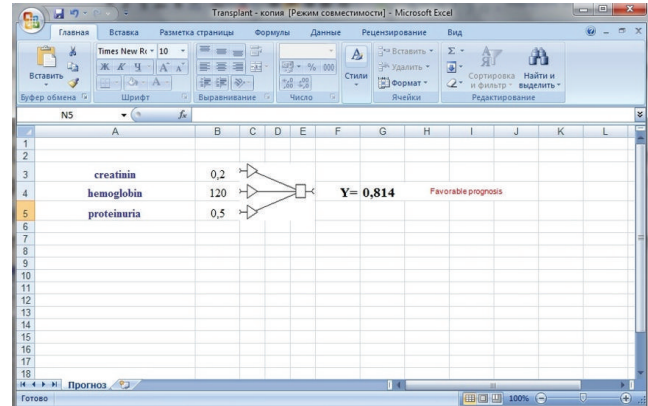 Transplant - копия [Режим совместимости] - Microsoft Excel
Главная Вставка Разметка страницы Формулы Данные Рецензирование Вид
Вставить
Буфер обмена
Times New Rc 10
Ж К Ч А А
Шрифт
Выравнивание
% 000
Число
Стили
Вставить
Удалить
Формат
Ячейки
Σ
Сортировка и фильтр
Найти и выделить
Редактирование
N5 fx
A B C D E F G H I J K L
1
2
3 creatinin 0,2
4 hemoglobin 120 Y= 0,814 Favorable prognosis
5 proteinuria 0,5
6
7
8
9
10
11
12
13
14
15
16
17
18
Прогноз
Готово 100%